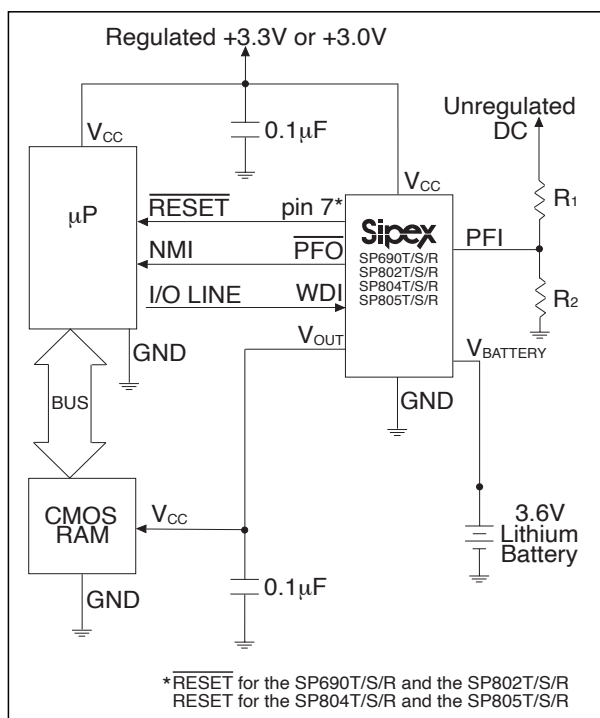 Regulated +3.3V or +3.0V
Unregulated
DC
VCC
0.1µF
VCC
R1
µP
RESET
pin 7*
Sipex
SP690T/S/R
SP802T/S/R
SP804T/S/R
SP805T/S/R
PFI
NMI
PFO
I/O LINE
WDI
R2
VOUT
VBATTERY
GND
GND
BUS
CMOS
RAM
VCC
3.6V
Lithium
Battery
GND
0.1µF
*RESET for the SP690T/S/R and the SP802T/S/R
RESET for the SP804T/S/R and the SP805T/S/R